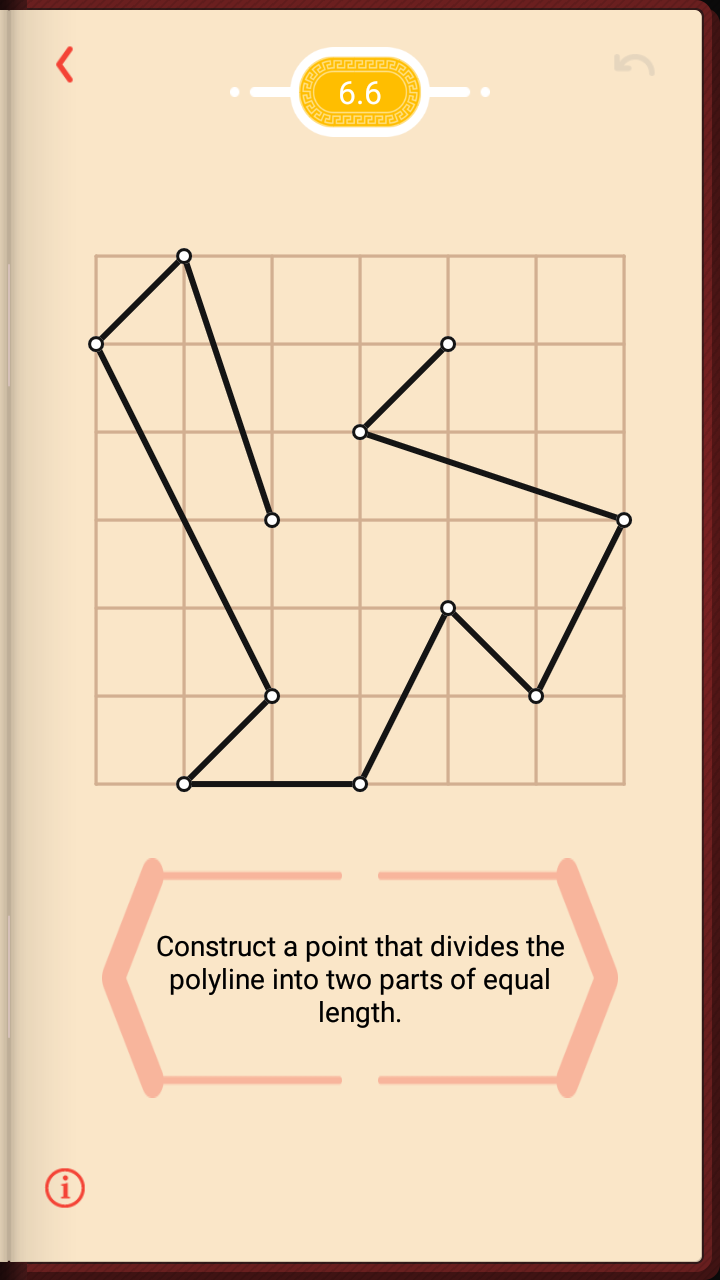 6.6
Construct a point that divides the
polyline into two parts of equal
length.
i